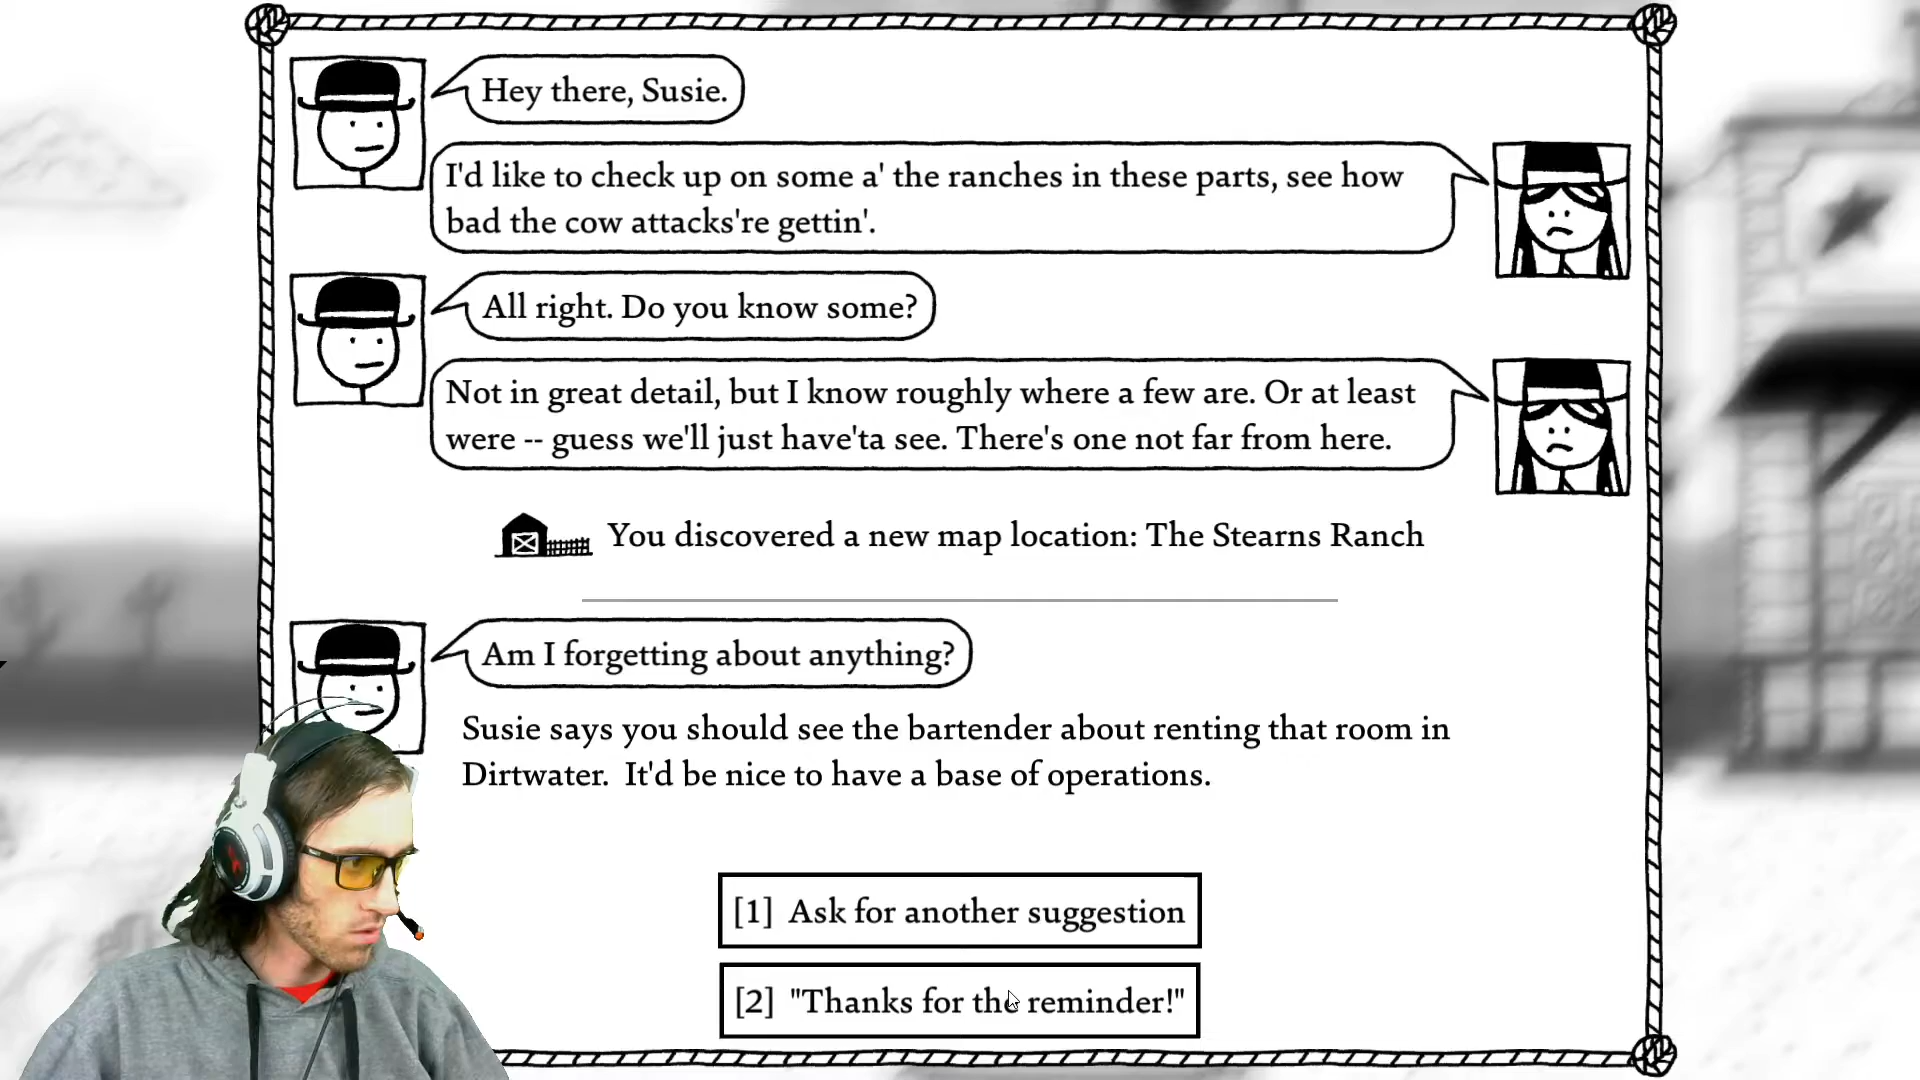 Hey there, Susie.
I'd like to check up on some a' the ranches in these parts, see how
bad the cow attacks're gettin'.
All right. Do you know some?
Not in great detail, but I know roughly where a few are. Or at least
were -- guess we'll just have'ta see. There's one not far from here.
You discovered a new map location: The Stearns Ranch
Am I forgetting about anything?
Susie says you should see the bartender about renting that room in
Dirtwater. It'd be nice to have a base of operations.
[1] Ask for another suggestion
[2] "Thanks for the reminder!"